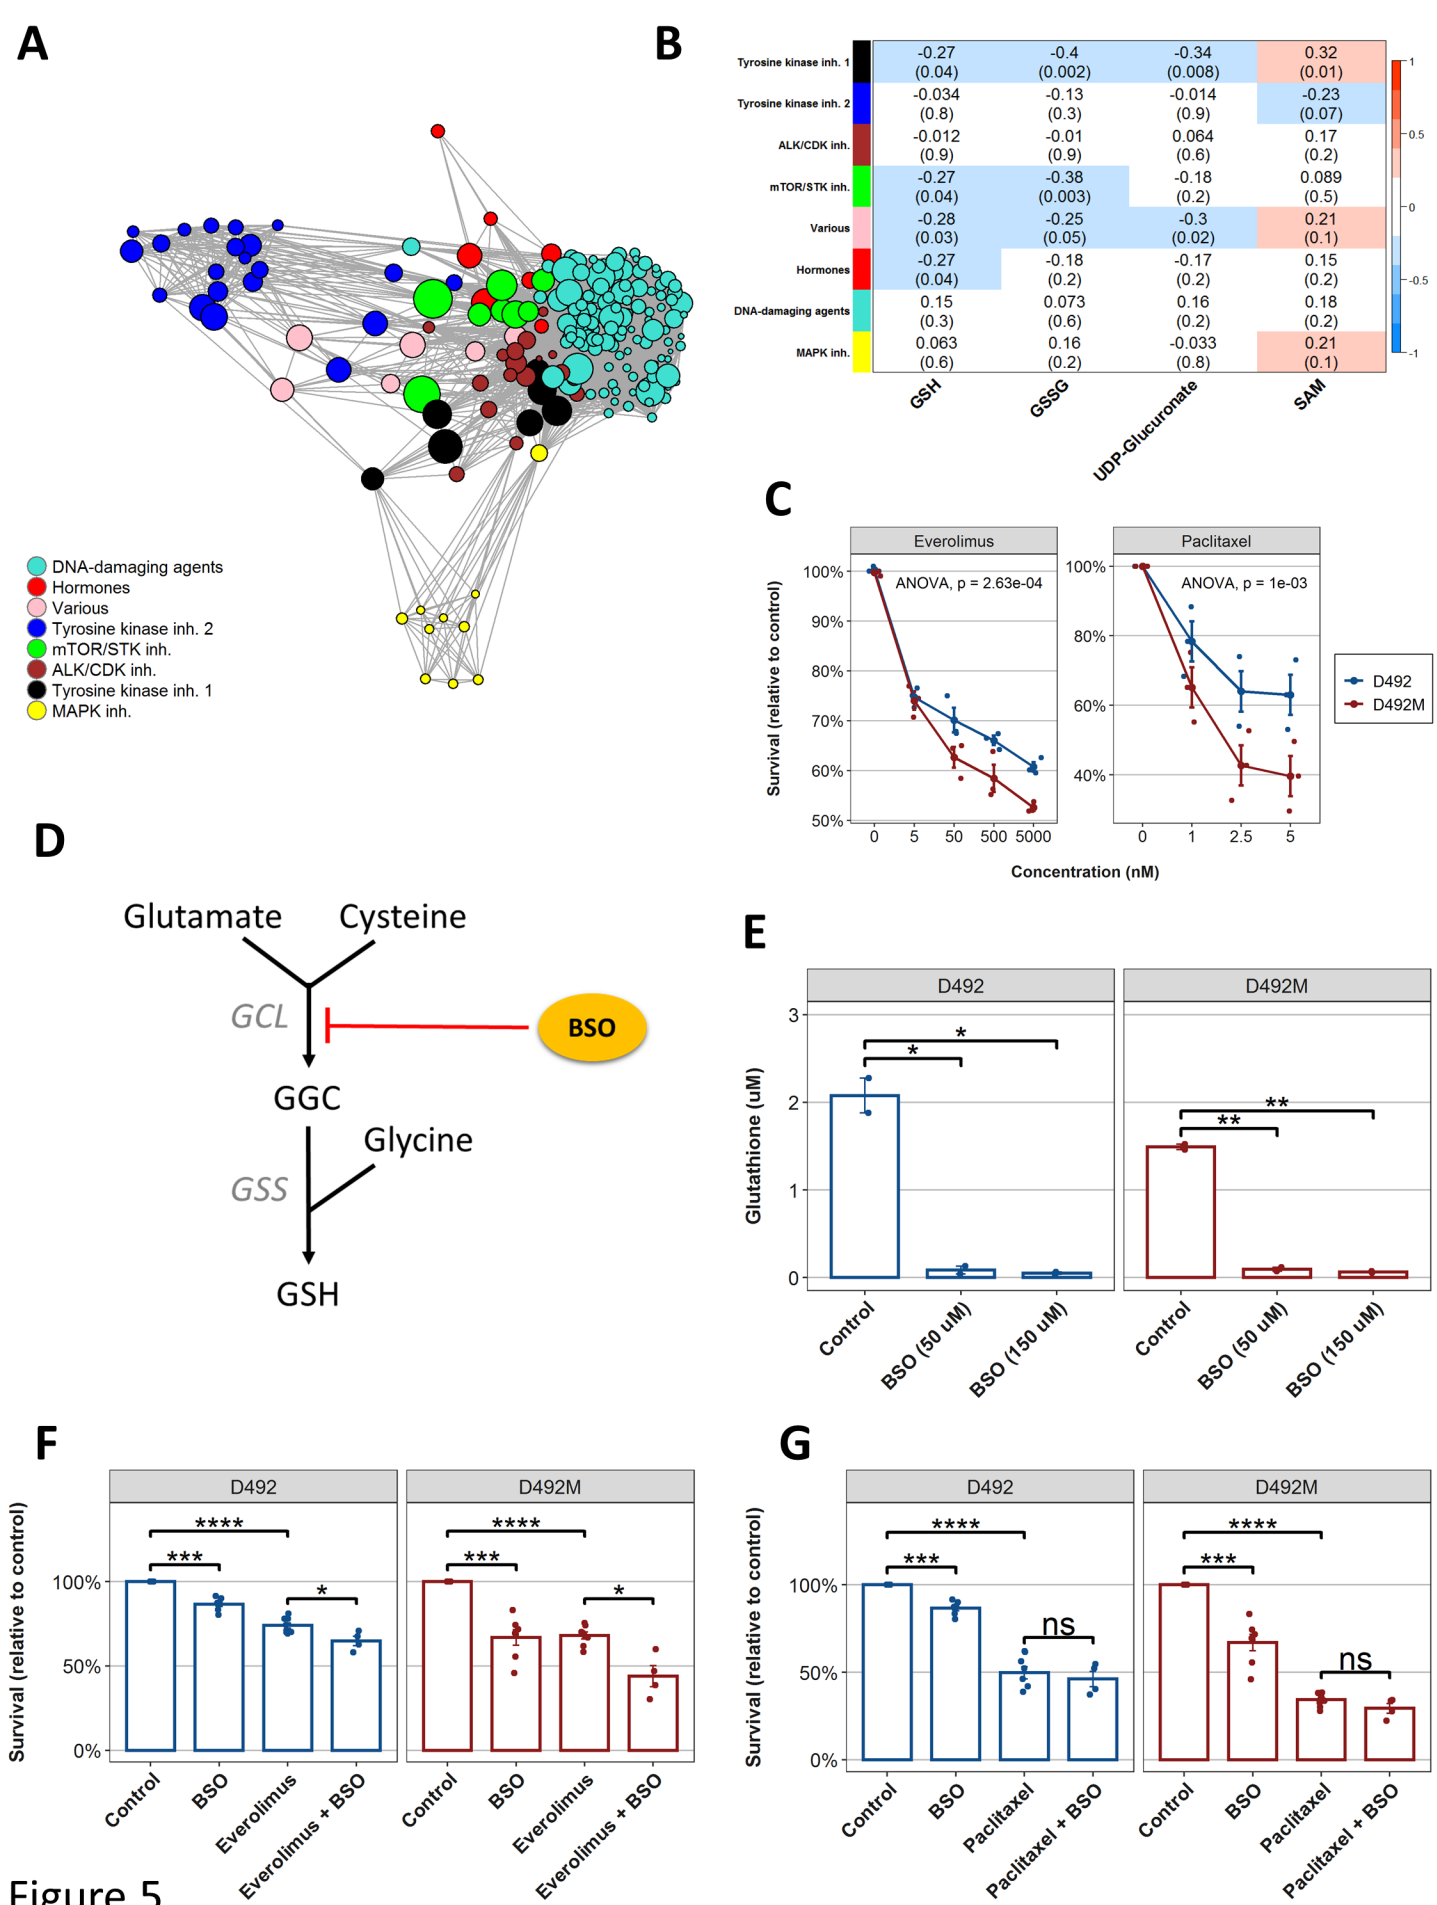 A
DNA-damaging agents
Hormones
Various
Tyrosine kinase inh. 2
mTOR/STK inh.
ALK/CDK inh.
Tyrosine kinase inh. 1
MAPK inh.
B
Tyrosine kinase inh. 1 -0.27 -0.4 -0.34 0.32
(0.04) (0.002) (0.008) (0.01)
Tyrosine kinase inh. 2 -0.034 -0.13 -0.014 -0.23
(0.8) (0.3) (0.9) (0.07)
ALK/CDK inh. -0.012 -0.01 0.064 0.17
(0.9) (0.9) (0.6) (0.2)
mTOR/STK inh. -0.27 -0.38 -0.18 0.089
(0.04) (0.003) (0.2) (0.5)
Various -0.28 -0.25 -0.3 0.21
(0.03) (0.05) (0.02) (0.1)
Hormones -0.27 -0.18 -0.17 0.15
(0.04) (0.2) (0.2) (0.2)
DNA-damaging agents 0.15 0.073 0.16 0.18
(0.3) (0.6) (0.2) (0.2)
MAPK inh. 0.063 0.16 -0.033 0.21
(0.6) (0.2) (0.8) (0.1)
GSH GSSG UDP-Glucuronate SAM
1
0.5
0
-0.5
-1
C
Everolimus Paclitaxel
ANOVA, p = 2.63e-04 ANOVA, p = 1e-03
Survival (relative to control)
100%
90%
80%
70%
60%
50%
0 5 50 500 5000
100%
80%
60%
40%
0 1 2.5 5
Concentration (nM)
D492
D492M
D
Glutamate Cysteine
GCL
BSO
GGC
Glycine
GSS
GSH
E
D492 D492M
Glutathione (uM)
3
2
1
0
*
*
**
**
Control BSO (50 uM) BSO (150 uM) Control BSO (50 uM) BSO (150 uM)
F
D492 D492M
Survival (relative to control)
100%
50%
0%
**** ****
*** ***
* *
Control BSO Everolimus Everolimus + BSO Control BSO Everolimus Everolimus + BSO
G
D492 D492M
Survival (relative to control)
100%
50%
0%
**** ****
*** ***
ns ns
Control BSO Paclitaxel Paclitaxel + BSO Control BSO Paclitaxel Paclitaxel + BSO
Figure 5